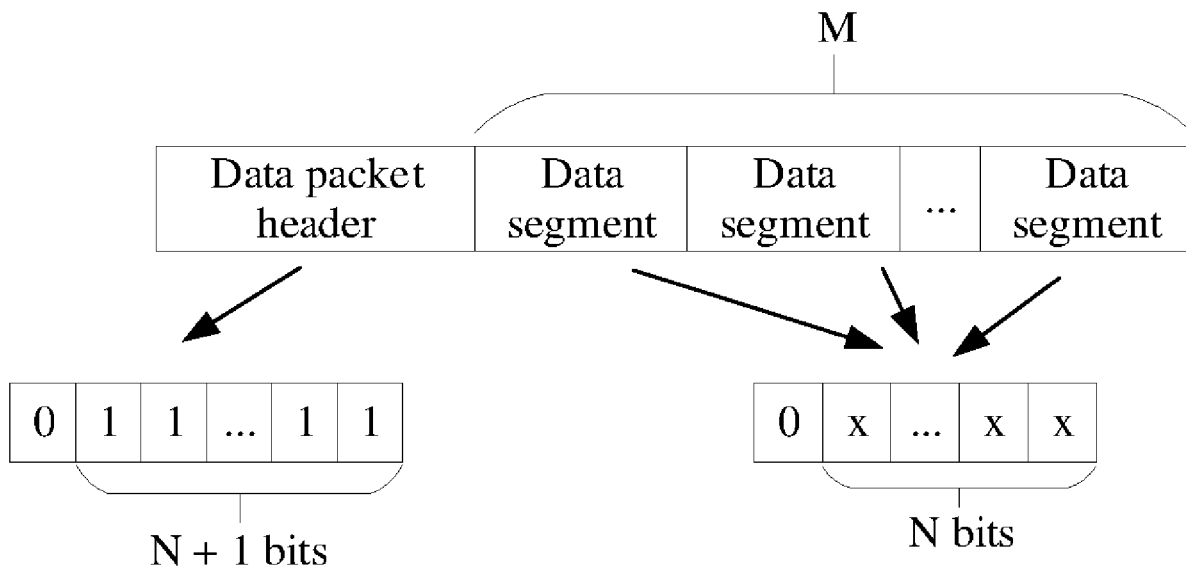 M
Data packet header
Data segment
Data segment
...
Data segment
0 1 1 ... 1 1
0 x ... x x
N + 1 bits
N bits